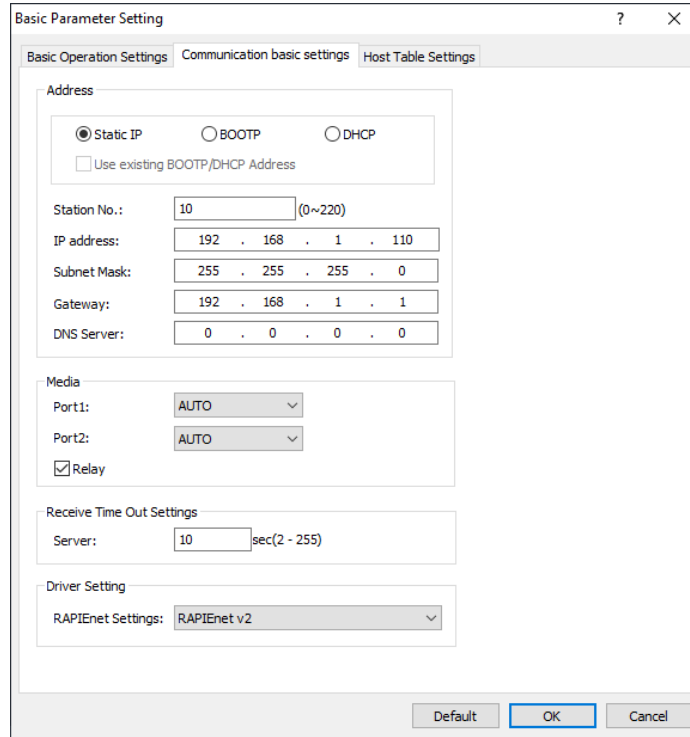 Basic Parameter Setting ? X
Basic Operation Settings Communication basic settings Host Table Settings
Address
Static IP BOOTP DHCP
Use existing BOOTP/DHCP Address
Station No.: 10 (0~220)
IP address: 192 . 168 . 1 . 110
Subnet Mask: 255 . 255 . 255 . 0
Gateway: 192 . 168 . 1 . 1
DNS Server: 0 . 0 . 0 . 0
Media
Port1: AUTO
Port2: AUTO
Relay
Receive Time Out Settings
Server: 10 sec(2 - 255)
Driver Setting
RAPIEnet Settings: RAPIEnet v2
Default OK Cancel